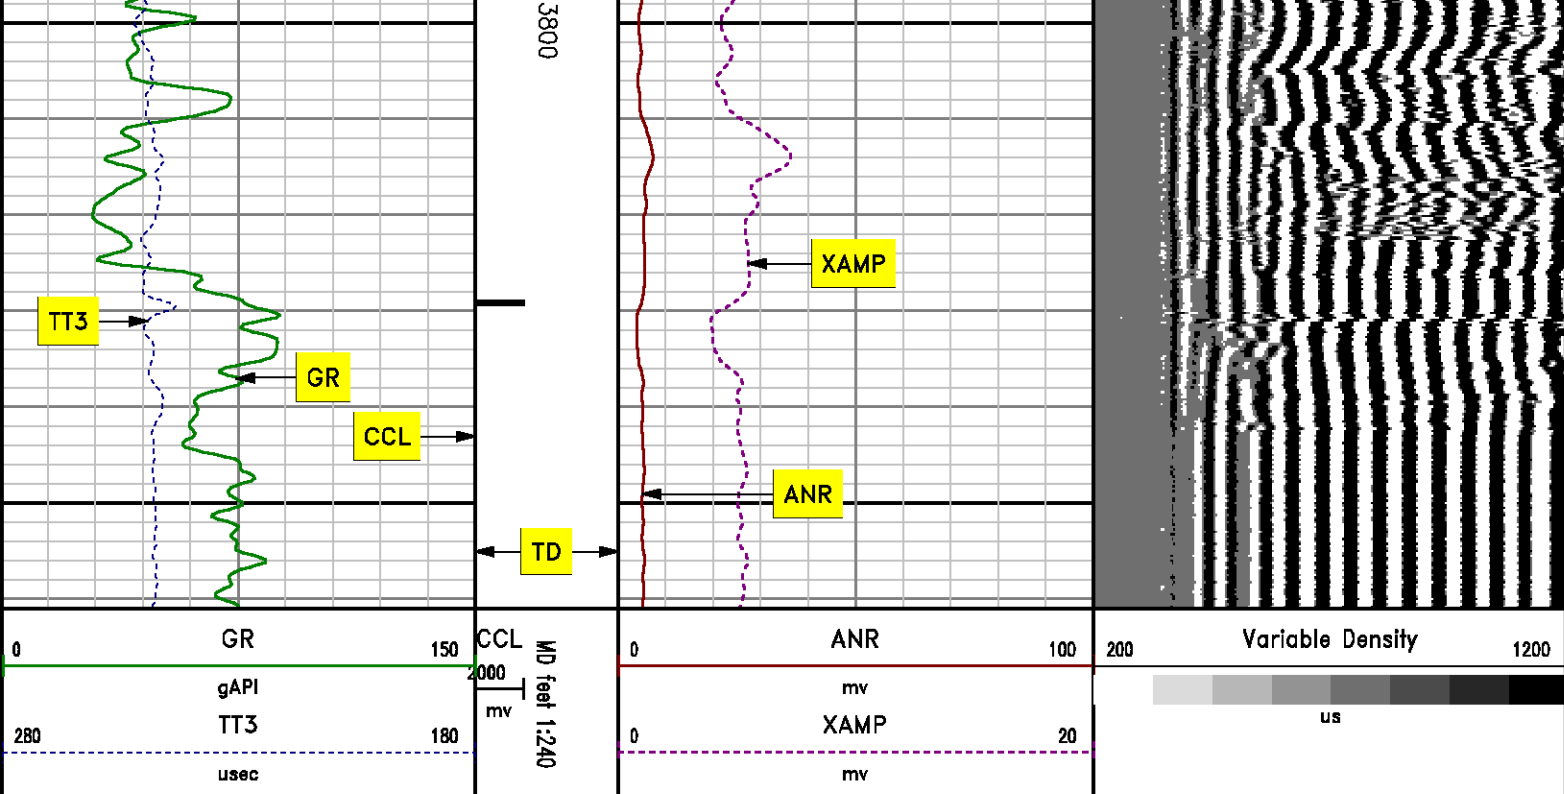 3800
XAMP
TT3
GR
CCL
ANR
TD
0 GR 150
gAPI
TT3
280 180
usec
CCL
2000
mv
MD feet 1:240
0 ANR 100
mv
XAMP
0 20
mv
200 Variable Density 1200
us